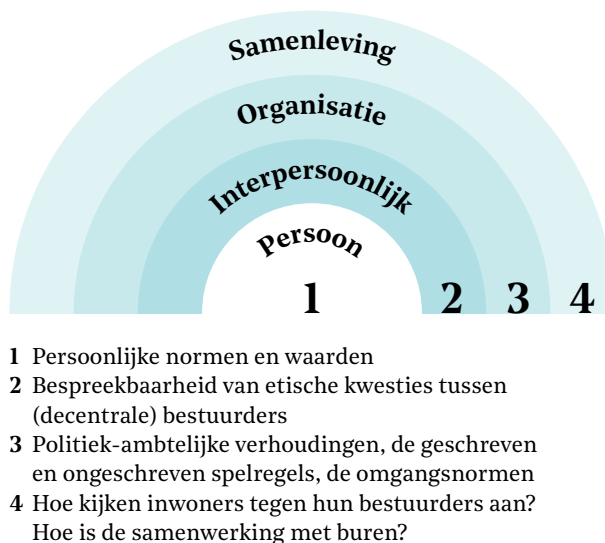 Samenleving
Organisatie
Interpersoonlijk
Persoon
1 2 3 4
1 Persoonlijke normen en waarden
2 Bespreekbaarheid van etische kwesties tussen
(decentrale) bestuurders
3 Politiek-ambtelijke verhoudingen, de geschreven
en ongeschreven spelregels, de omgangsnormen
4 Hoe kijken inwoners tegen hun bestuurders aan?
Hoe is de samenwerking met buren?